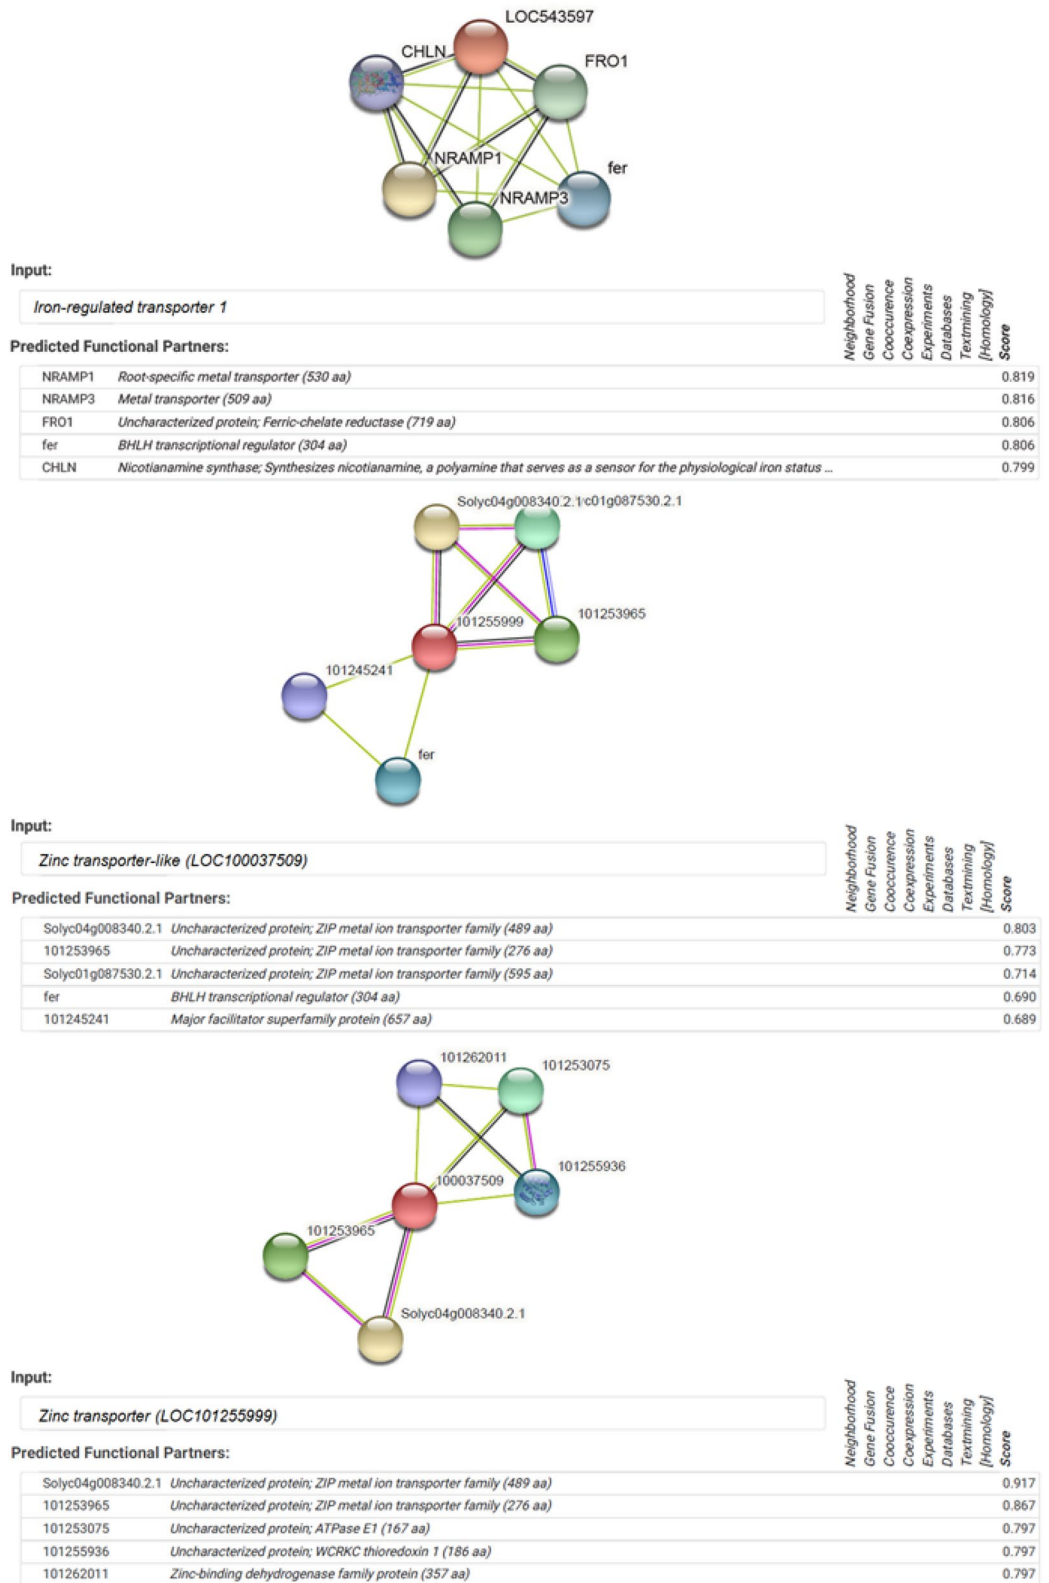 LOC543597
CHLN
FRO1
NRAMP1
fer
NRAMP3
Input:
Iron-regulated transporter 1
Predicted Functional Partners:
Neighborhood
Gene Fusion
Cooccurence
Coexpression
Experiments
Databases
Textmining
[Homology]
Score
NRAMP1 Root-specific metal transporter (530 aa) 0.819
NRAMP3 Metal transporter (509 aa) 0.816
FRO1 Uncharacterized protein; Ferric-chelate reductase (719 aa) 0.806
fer BHLH transcriptional regulator (304 aa) 0.806
CHLN Nicotianamine synthase; Synthesizes nicotianamine, a polyamine that serves as a sensor for the physiological iron status ... 0.799
Solyc04g008340.2.1 yc01g087530.2.1
101255999
101253965
101245241
fer
Input:
Zinc transporter-like (LOC100037509)
Predicted Functional Partners:
Neighborhood
Gene Fusion
Cooccurence
Coexpression
Experiments
Databases
Textmining
[Homology]
Score
Solyc04g008340.2.1 Uncharacterized protein; ZIP metal ion transporter family (489 aa) 0.803
101253965 Uncharacterized protein; ZIP metal ion transporter family (276 aa) 0.773
Solyc01g087530.2.1 Uncharacterized protein; ZIP metal ion transporter family (595 aa) 0.714
fer BHLH transcriptional regulator (304 aa) 0.690
101245241 Major facilitator superfamily protein (657 aa) 0.689
101262011
101253075
101255936
100037509
101253965
Solyc04g008340.2.1
Input:
Zinc transporter (LOC101255999)
Predicted Functional Partners:
Neighborhood
Gene Fusion
Cooccurence
Coexpression
Experiments
Databases
Textmining
[Homology]
Score
Solyc04g008340.2.1 Uncharacterized protein; ZIP metal ion transporter family (489 aa) 0.917
101253965 Uncharacterized protein; ZIP metal ion transporter family (276 aa) 0.867
101253075 Uncharacterized protein; ATPase E1 (167 aa) 0.797
101255936 Uncharacterized protein; WCRKC thioredoxin 1 (186 aa) 0.797
101262011 Zinc-binding dehydrogenase family protein (357 aa) 0.797